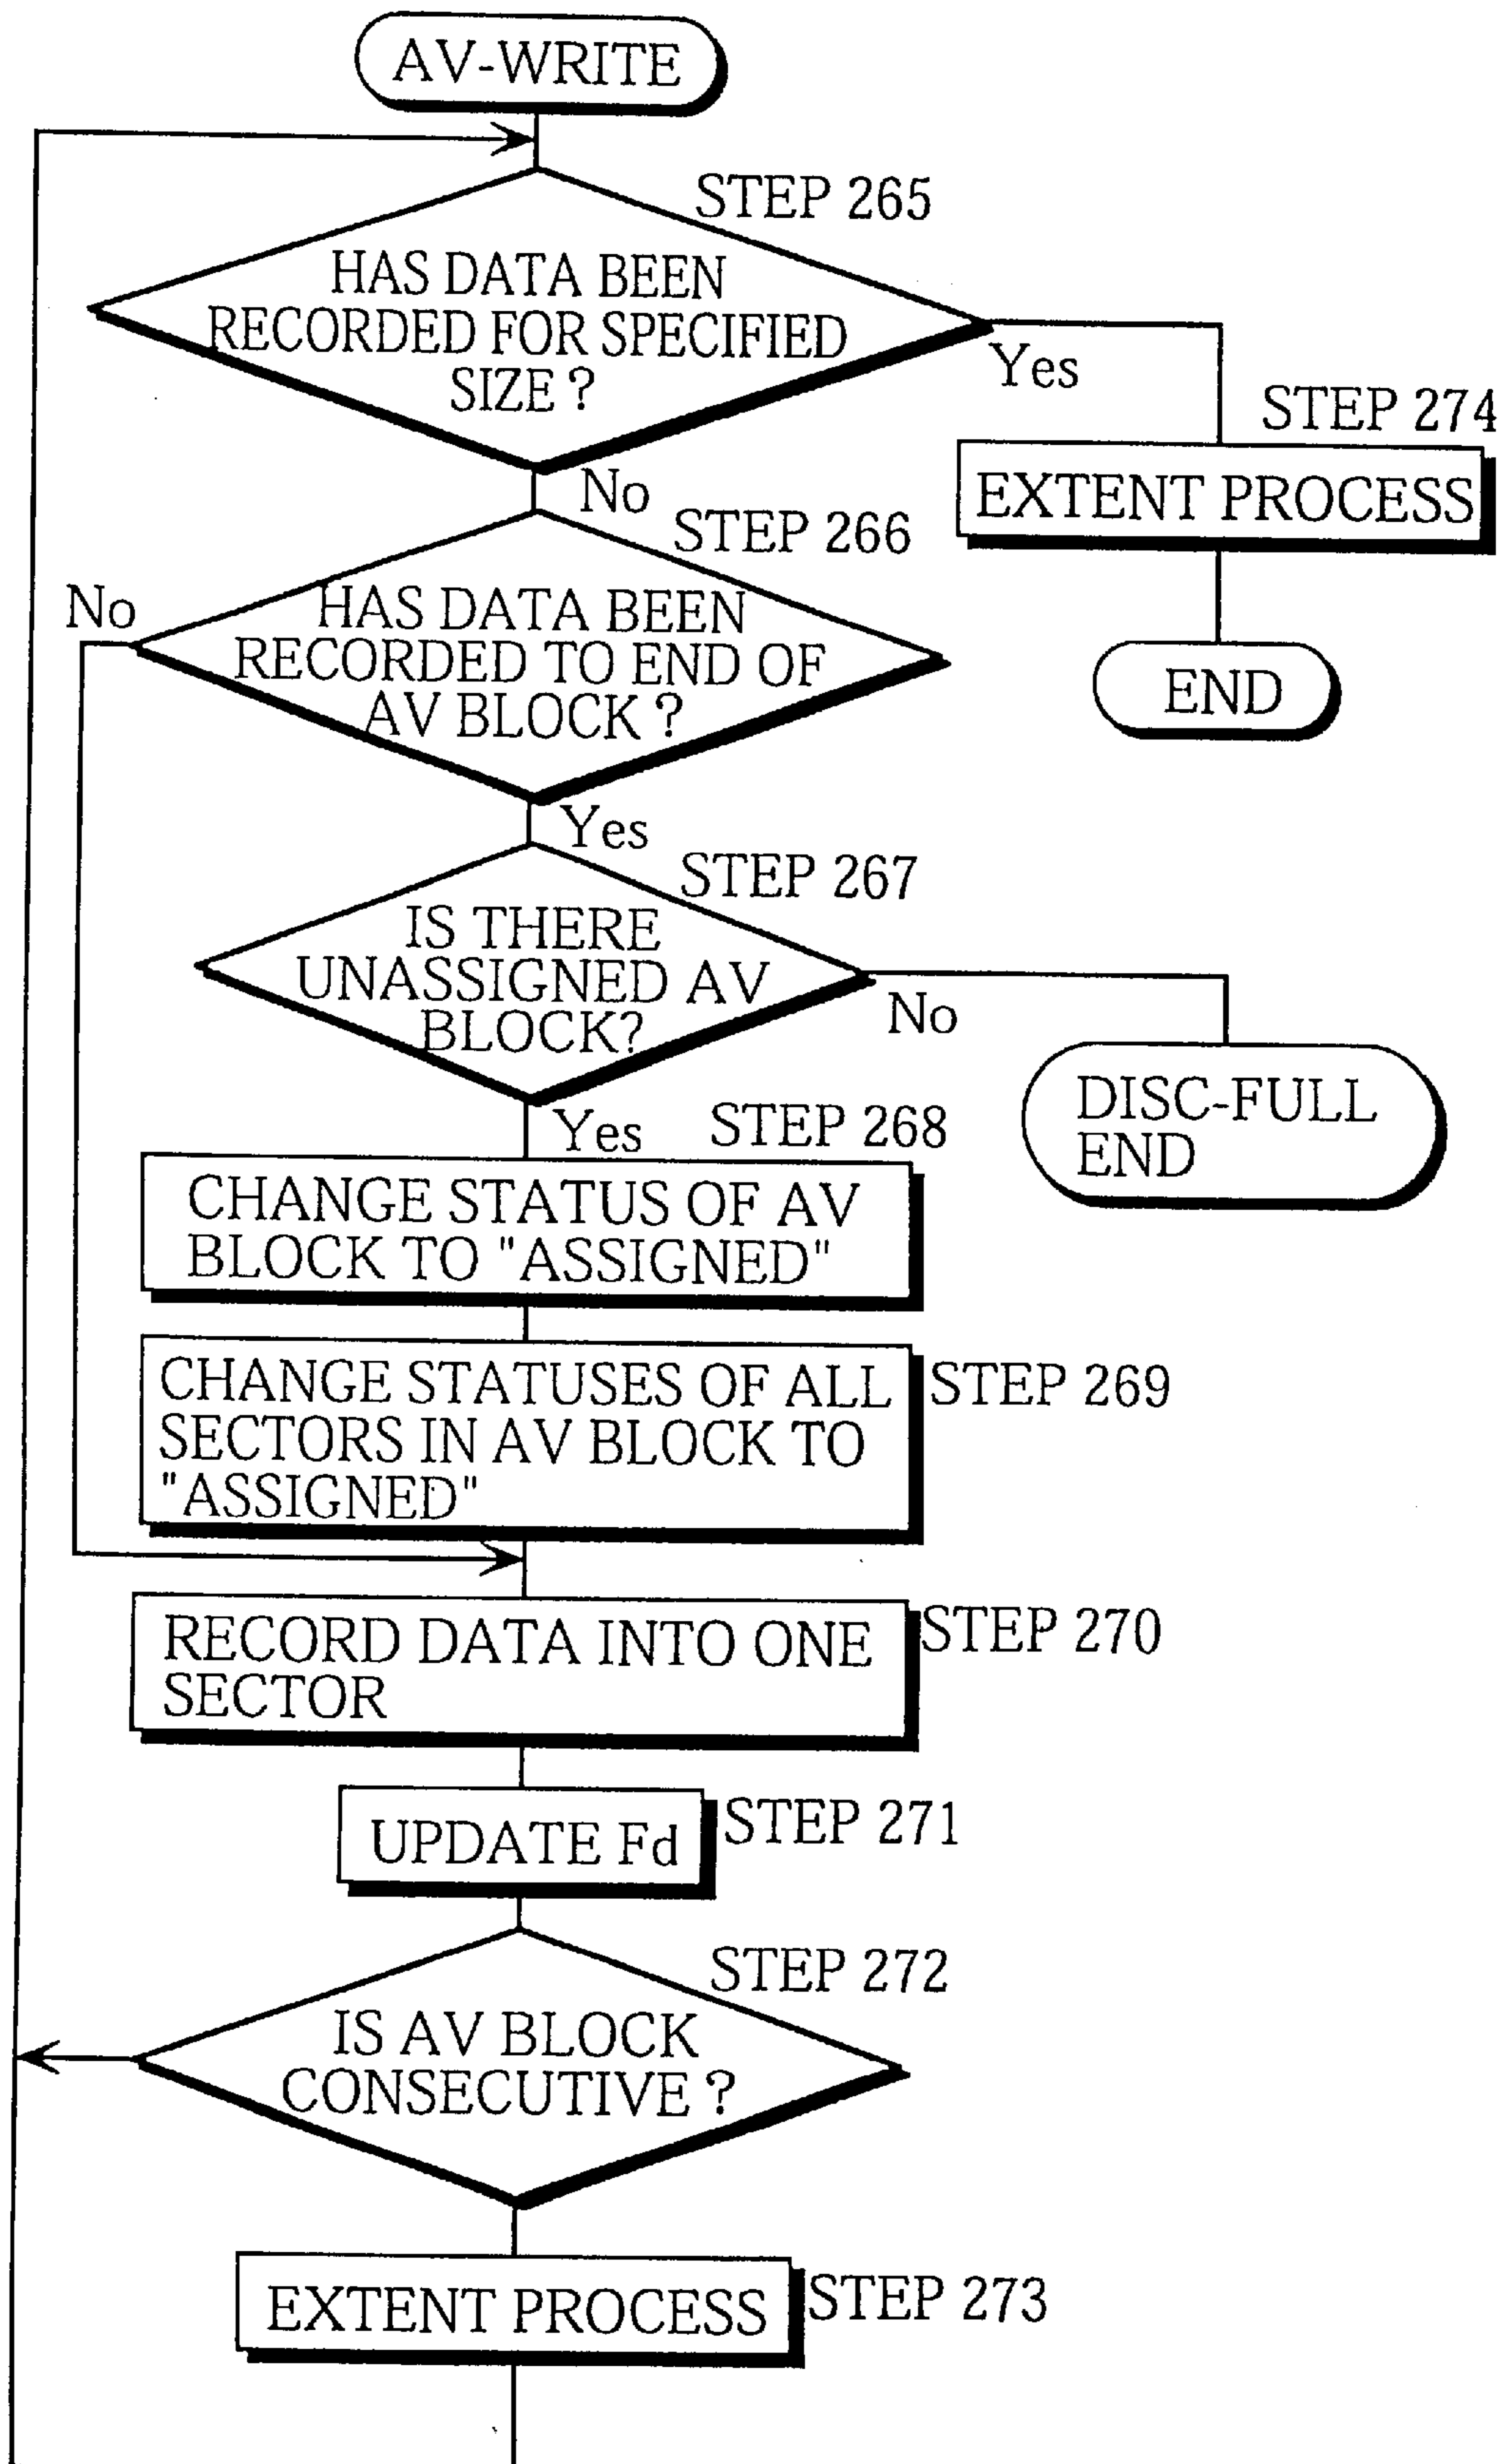 AV-WRITE
STEP 265
HAS DATA BEEN
RECORDED FOR SPECIFIED
SIZE ?
Yes
STEP 274
EXTENT PROCESS
END
No
STEP 266
No
HAS DATA BEEN
RECORDED TO END OF
AV BLOCK ?
Yes
STEP 267
IS THERE
UNASSIGNED AV
BLOCK?
No
DISC-FULL
END
Yes
STEP 268
CHANGE STATUS OF AV
BLOCK TO "ASSIGNED"
CHANGE STATUSES OF ALL
SECTORS IN AV BLOCK TO
"ASSIGNED"
STEP 269
RECORD DATA INTO ONE
SECTOR
STEP 270
UPDATE Fd
STEP 271
STEP 272
IS AV BLOCK
CONSECUTIVE ?
EXTENT PROCESS
STEP 273